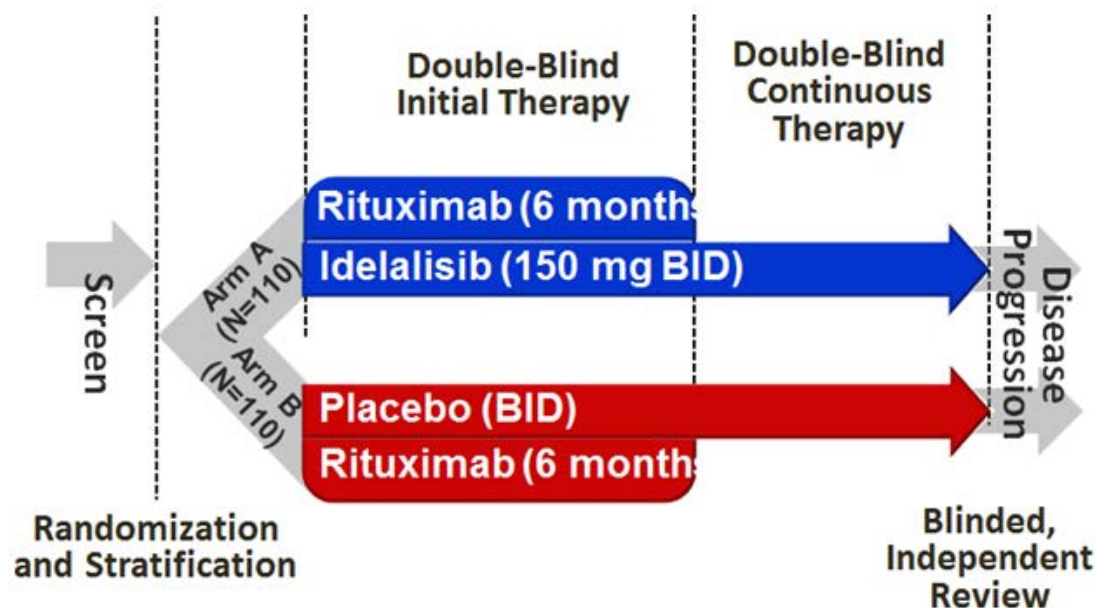 Double-Blind
Initial Therapy
Double-Blind
Continuous
Therapy
Screen
Arm A
(N=110)
Arm B
(N=110)
Rituximab (6 months
Idelalisib (150 mg BID)
Placebo (BID)
Rituximab (6 months
Disease
Progression
Randomization
and Stratification
Blinded,
Independent
Review